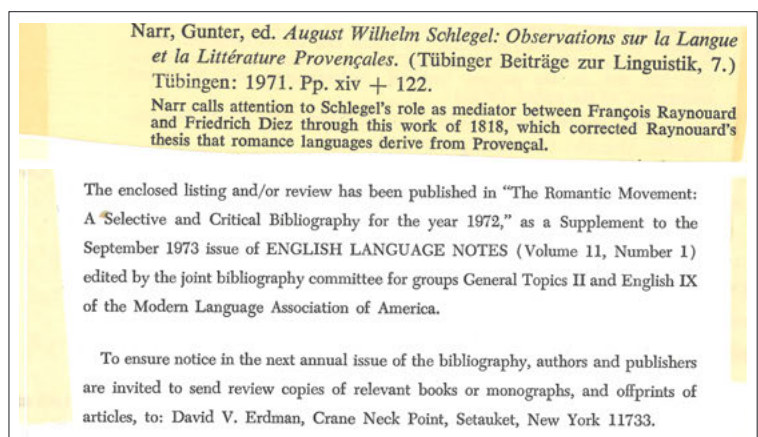 Narr, Gunter, ed. August Wilhelm Schlegel: Observations sur la Langue
et la Littérature Provençales. (Tübinger Beiträge zur Linguistik, 7.)
Tübingen: 1971. Pp. xiv + 122.
Narr calls attention to Schlegel's role as mediator between François Raynouard
and Friedrich Diez through this work of 1818, which corrected Raynouard's
thesis that romance languages derive from Provençal.
The enclosed listing and/or review has been published in "The Romantic Movement:
A Selective and Critical Bibliography for the year 1972," as a Supplement to the
September 1973 issue of ENGLISH LANGUAGE NOTES (Volume 11, Number 1)
edited by the joint bibliography committee for groups General Topics II and English IX
of the Modern Language Association of America.
To ensure notice in the next annual issue of the bibliography, authors and publishers
are invited to send review copies of relevant books or monographs, and offprints of
articles, to: David V. Erdman, Crane Neck Point, Setauket, New York 11733.